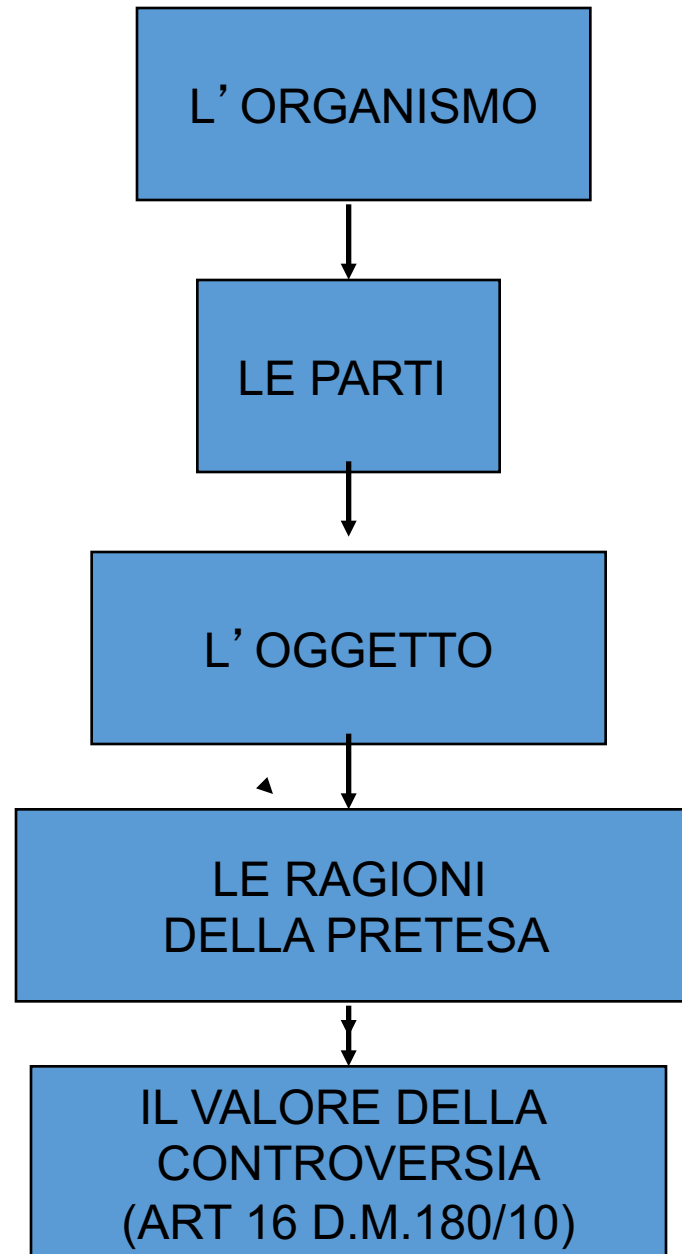 L’ ORGANISMO
LE PARTI
L’ OGGETTO
LE RAGIONI
DELLA PRETESA
IL VALORE DELLA
CONTROVERSIA
(ART 16 D.M.180/10)